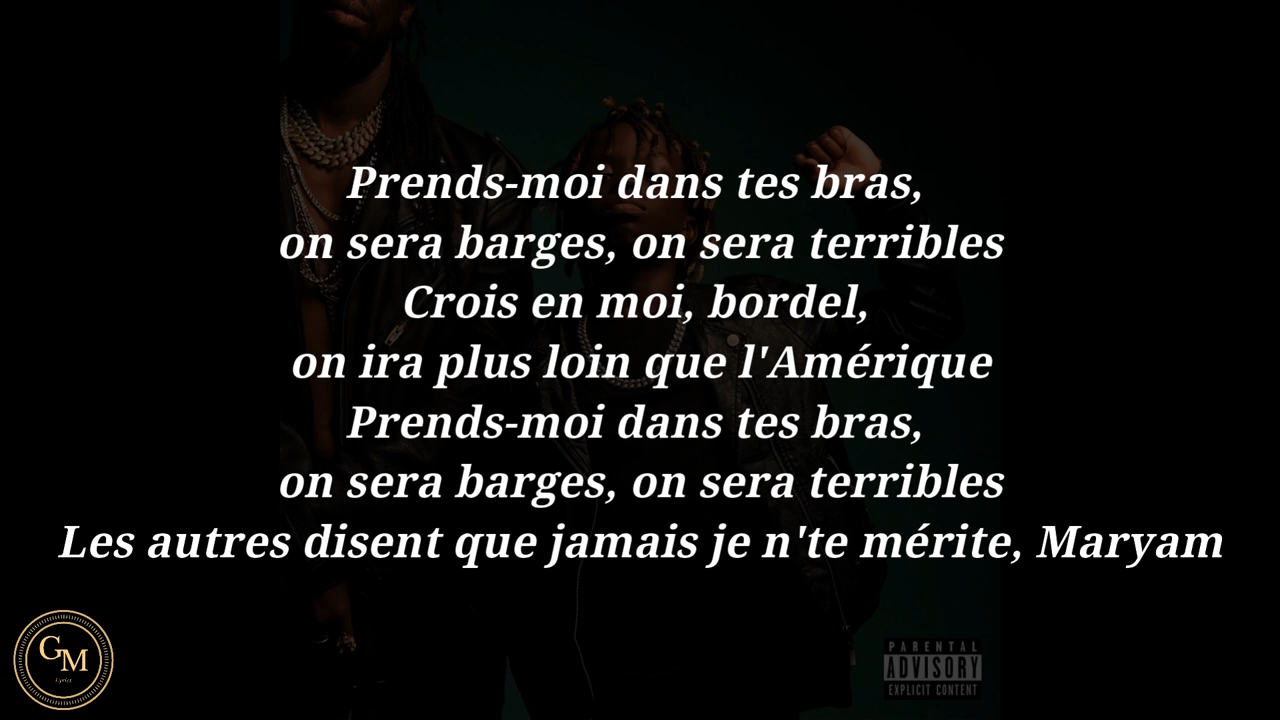 Prends-moi dans tes bras,
on sera barges, on sera terribles
Crois en moi, bordel,
on ira plus loin que l'Amérique
Prends-moi dans tes bras,
on sera barges, on sera terribles
Les autres disent que jamais je n'te mérite, Maryam
GM
Lyrics
PARENTAL
ADVISORY
EXPLICIT CONTENT